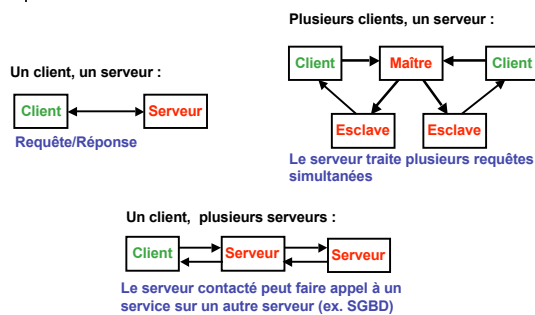 Plusieurs clients, un serveur :
Client
Maître
Client
Esclave
Esclave
Le serveur traite plusieurs requêtes
simultanées
Un client, un serveur :
Client
Serveur
Requête/Réponse
Un client, plusieurs serveurs :
Client
Serveur
Serveur
Le serveur contacté peut faire appel à un
service sur un autre serveur (ex. SGBD)